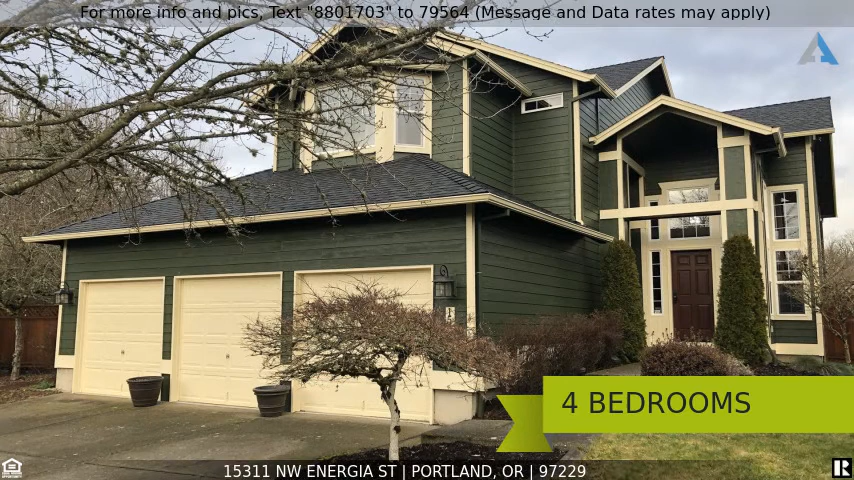 For more info and pics, Text "8801703" to 79564 (Message and Data rates may apply)
4 BEDROOMS
15311 NW ENERGIA ST | PORTLAND, OR | 97229